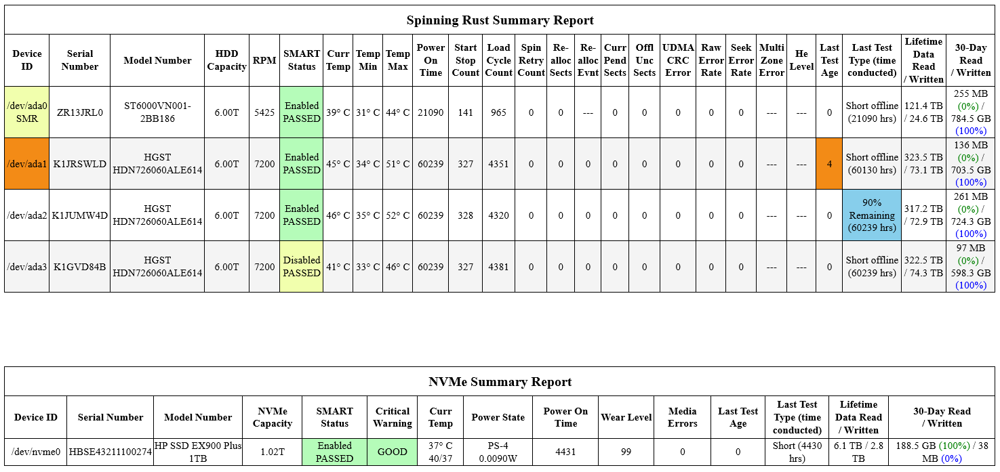 Spinning Rust Summary Report
Device ID | Serial Number | Model Number | HDD Capacity | RPM | SMART Status | Curr Temp | Temp Min | Temp Max | Power On Time | Start Stop Count | Load Cycle Count | Spin Retry Count | Re-alloc Sects | Re-alloc Evnt | Curr Pend Sects | Offl Unc Sects | UDMA CRC Error | Raw Error Rate | Seek Error Rate | Multi Zone Error | He Level | Last Test Age | Last Test Type (time conducted) | Lifetime Data Read / Written | 30-Day Read / Written
/dev/ada0 SMR | ZR13JRL0 | ST6000VN001-2BB186 | 6.00T | 5425 | Enabled PASSED | 39° C | 31° C | 44° C | 21090 | 141 | 965 | 0 | 0 | --- | 0 | 0 | 0 | 0 | 0 | --- | --- | 0 | Short offline (21090 hrs) | 121.4 TB / 24.6 TB | 255 MB (0%) / 784.5 GB (100%)
/dev/ada1 | K1JRSWLD | HGST HDN726060ALE614 | 6.00T | 7200 | Enabled PASSED | 45° C | 34° C | 51° C | 60239 | 327 | 4351 | 0 | 0 | 0 | 0 | 0 | 0 | 0 | 0 | --- | --- | 4 | Short offline (60130 hrs) | 323.5 TB / 73.1 TB | 136 MB (0%) / 703.5 GB (100%)
/dev/ada2 | K1JUMW4D | HGST HDN726060ALE614 | 6.00T | 7200 | Enabled PASSED | 46° C | 35° C | 52° C | 60239 | 328 | 4320 | 0 | 0 | 0 | 0 | 0 | 0 | 0 | 0 | --- | --- | 0 | 90% Remaining (60239 hrs) | 317.2 TB / 72.9 TB | 261 MB (0%) / 724.3 GB (100%)
/dev/ada3 | K1GVD84B | HGST HDN726060ALE614 | 6.00T | 7200 | Disabled PASSED | 41° C | 33° C | 46° C | 60239 | 327 | 4381 | 0 | 0 | 0 | 0 | 0 | 0 | 0 | 0 | --- | --- | 0 | Short offline (60239 hrs) | 322.5 TB / 74.3 TB | 97 MB (0%) / 598.3 GB (100%)
NVMe Summary Report
Device ID | Serial Number | Model Number | NVMe Capacity | SMART Status | Critical Warning | Curr Temp | Power State | Power On Time | Wear Level | Media Errors | Last Test Age | Last Test Type (time conducted) | Lifetime Data Read / Written | 30-Day Read / Written
/dev/nvme0 | HBSE43211100274 | HP SSD EX900 Plus 1TB | 1.02T | Enabled PASSED | GOOD | 37° C 40/37 | PS-4 0.0090W | 4431 | 99 | 0 | 0 | Short (4430 hrs) | 6.1 TB / 2.8 TB | 188.5 GB (100%) / 38 MB (0%)